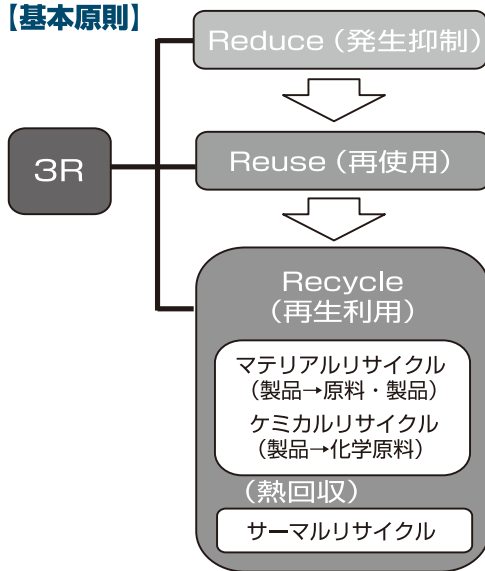 【基本原則】
Reduce（発生抑制）
3R
Reuse（再使用）
Recycle
（再生利用）
マテリアルリサイクル
（製品→原料・製品）
ケミカルリサイクル
（製品→化学原料）
（熱回収）
サーマルリサイクル